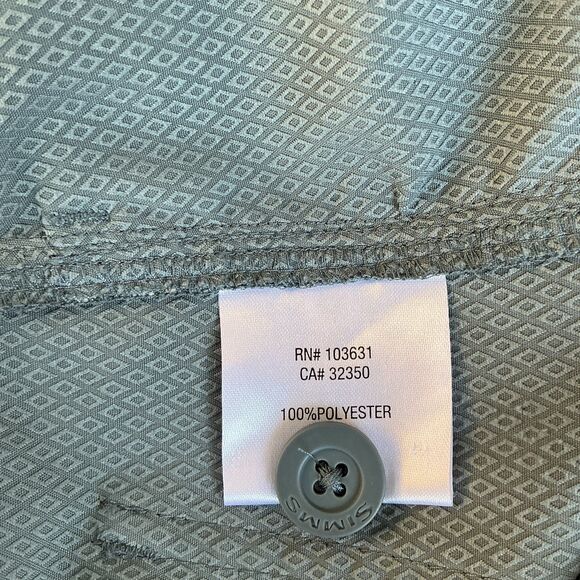 RN# 103631
CA# 32350
100%POLYESTER
SIMMS